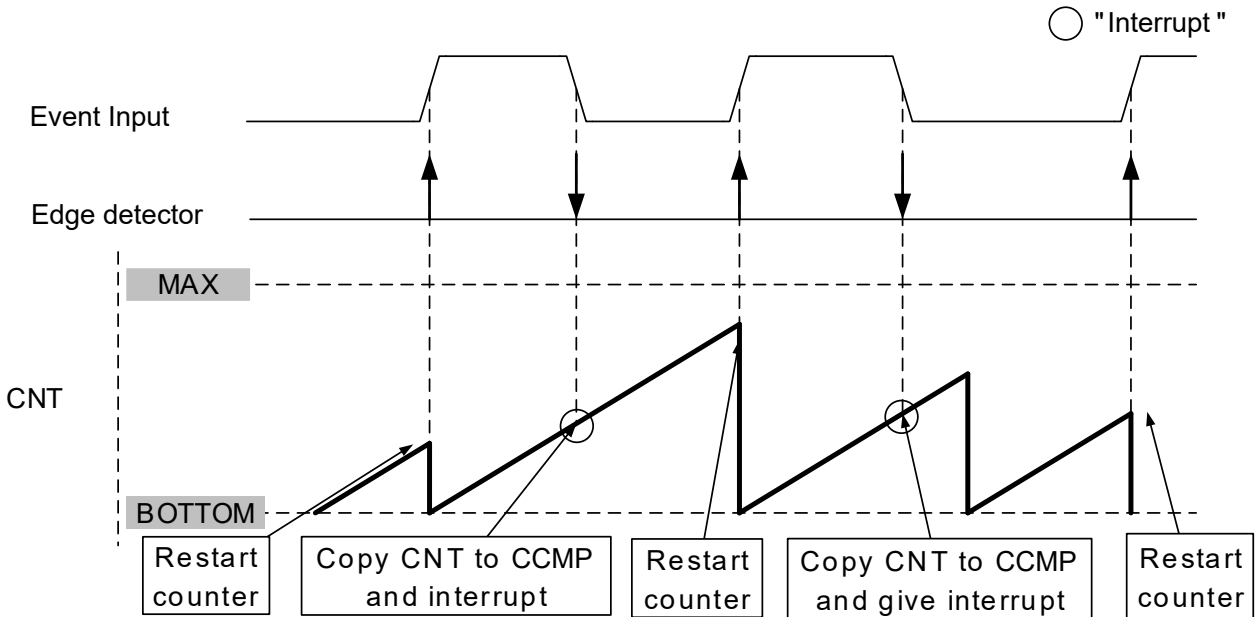 "Interrupt"
Event Input
Edge detector
MAX
CNT
BOTTOM
Restart
counter
Copy CNT to CCMP
and interrupt
Restart
counter
Copy CNT to CCMP
and give interrupt
Restart
counter